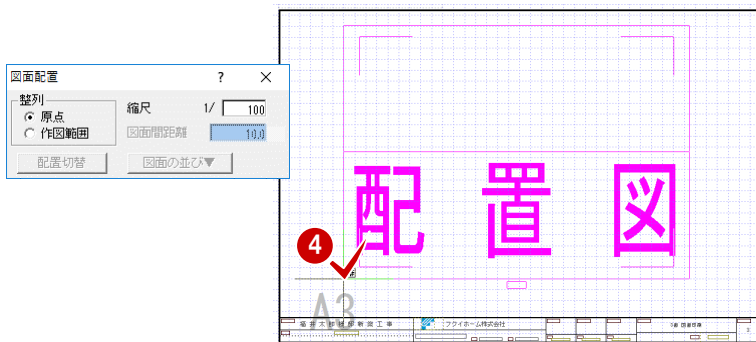 図面配置 ? ×
整列
原点
作図範囲
縮尺 1/ 100
図面間距離 10.0
配置切替
図面の並び▼
配置図
4
A3
フクイホーム株式会社